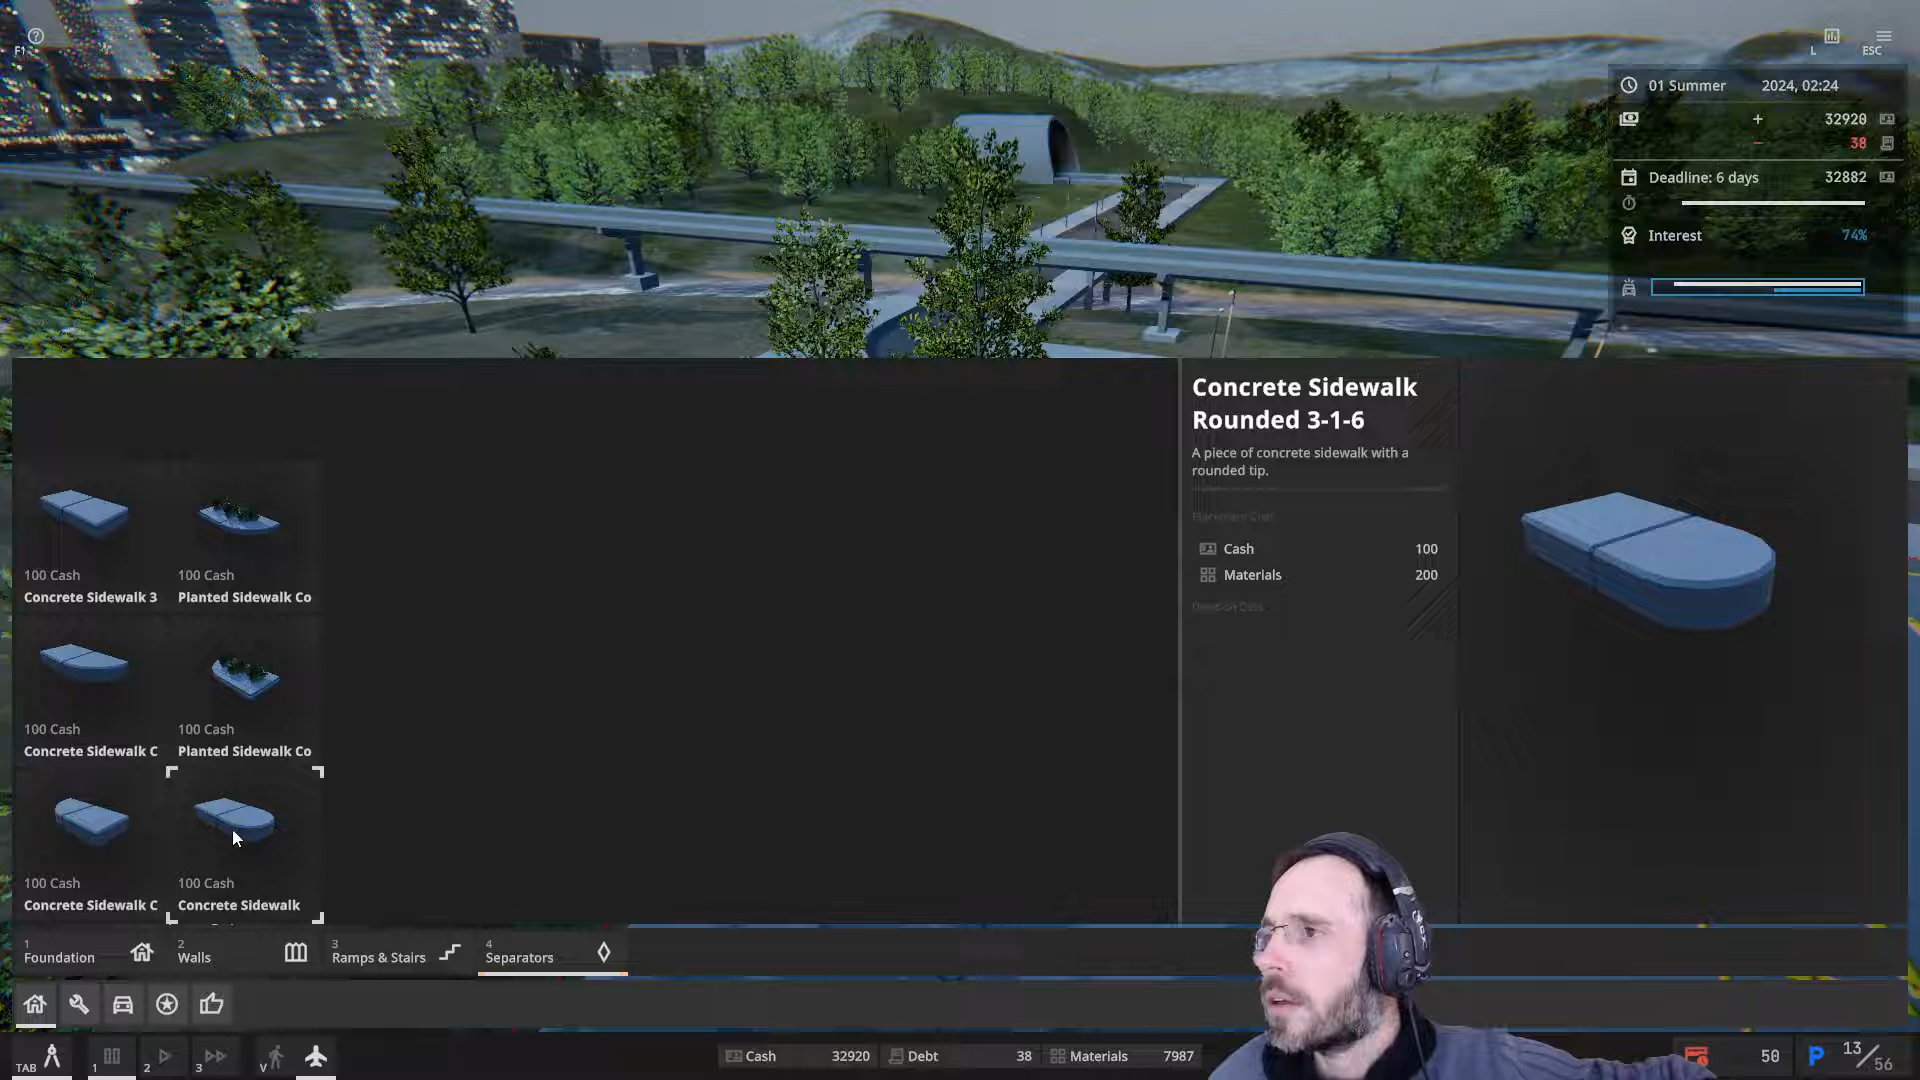 F1
L
ESC
01 Summer 2024, 02:24
+ 32920
− 38
Deadline: 6 days 32882
Interest 74%
Concrete Sidewalk
Rounded 3-1-6
A piece of concrete sidewalk with a
rounded tip.
Placement Cost
Cash 100
Materials 200
100 Cash
Concrete Sidewalk 3
100 Cash
Planted Sidewalk Co
100 Cash
Concrete Sidewalk C
100 Cash
Planted Sidewalk Co
100 Cash
Concrete Sidewalk C
100 Cash
Concrete Sidewalk
1 Foundation
2 Walls
3 Ramps & Stairs
4 Separators
TAB
1
2
3
V
Cash 32920
Debt 38
Materials 7987
50
P 13/56